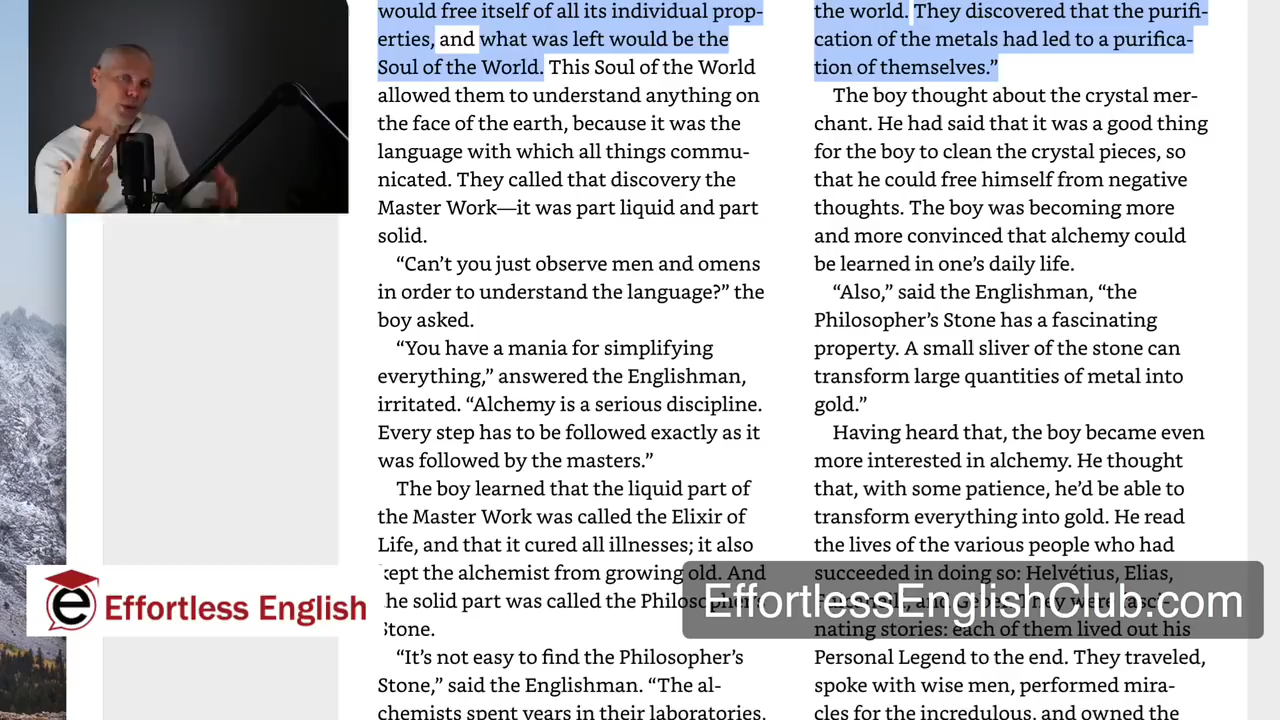 would free itself of all its individual prop-
erties, and what was left would be the
Soul of the World. This Soul of the World
allowed them to understand anything on
the face of the earth, because it was the
language with which all things commu-
nicated. They called that discovery the
Master Work—it was part liquid and part
solid.
“Can’t you just observe men and omens
in order to understand the language?” the
boy asked.
“You have a mania for simplifying
everything,” answered the Englishman,
irritated. “Alchemy is a serious discipline.
Every step has to be followed exactly as it
was followed by the masters.”
The boy learned that the liquid part of
the Master Work was called the Elixir of
Life, and that it cured all illnesses; it also
kept the alchemist from growing old. And
the solid part was called the Philosopher’s
Stone.
“It’s not easy to find the Philosopher’s
Stone,” said the Englishman. “The al-
chemists spent years in their laboratories,
the world. They discovered that the purifi-
cation of the metals had led to a purifica-
tion of themselves.”
The boy thought about the crystal mer-
chant. He had said that it was a good thing
for the boy to clean the crystal pieces, so
that he could free himself from negative
thoughts. The boy was becoming more
and more convinced that alchemy could
be learned in one’s daily life.
“Also,” said the Englishman, “the
Philosopher’s Stone has a fascinating
property. A small sliver of the stone can
transform large quantities of metal into
gold.”
Having heard that, the boy became even
more interested in alchemy. He thought
that, with some patience, he’d be able to
transform everything into gold. He read
the lives of the various people who had
succeeded in doing so: Helvétius, Elias,
and Geber. They were fasci-
nating stories: each of them lived out his
Personal Legend to the end. They traveled,
spoke with wise men, performed mira-
cles for the incredulous, and owned the
e Effortless English
EffortlessEnglishClub.com